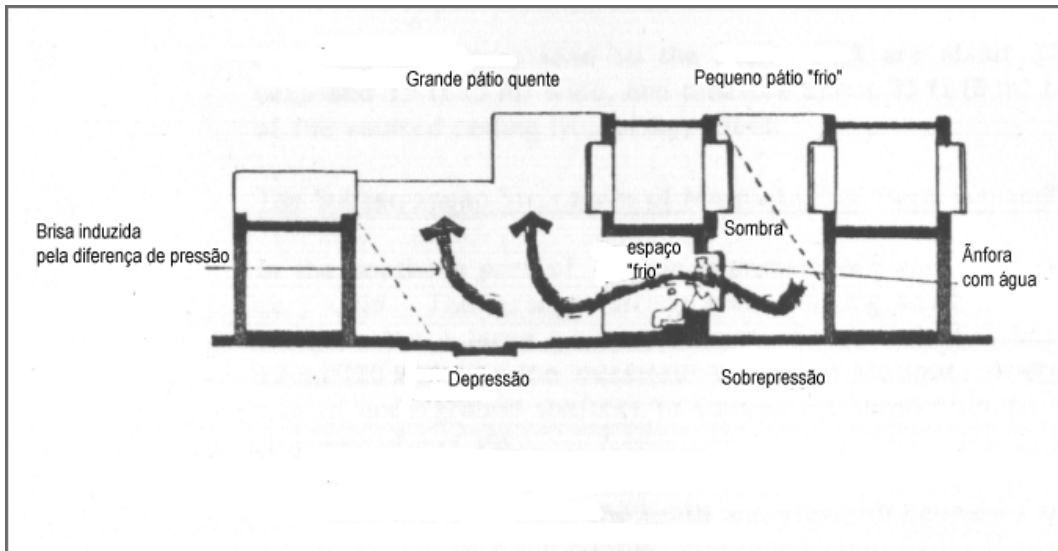 Grande pátio quente
Pequeno pátio "frio"
Brisa induzida
pela diferença de pressão
espaço
"frio"
Sombra
Ãnfora
com água
Depressão
Sobrepressão